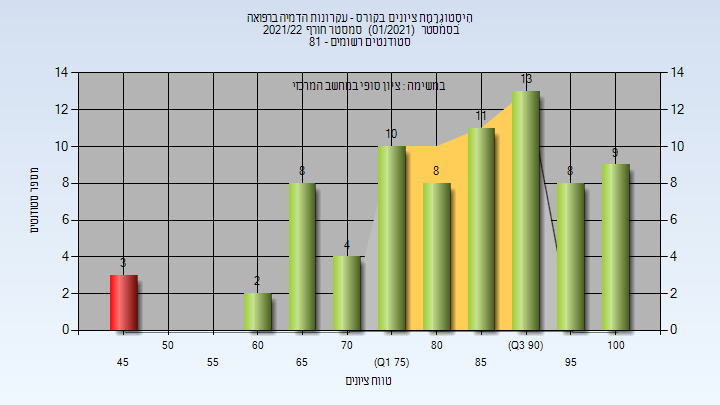 היסטוגרמת ציונים בקורס - עקרונות הדמיה ברפואה
בסמסטר (01/2021) סמסטר חורף 2021/22
סטודנטים רשומים - 81
במשימה : ציון סופי במחשב המרכזי
מספר סטודנטים
14 14
12 12
10 10
8 8
6 6
4 4
2 2
0 0
3 2 8 4 10 8 11 13 8 9
50 60 70 80 (Q3 90) 100
45 55 65 (Q1 75) 85 95
טווח ציונים